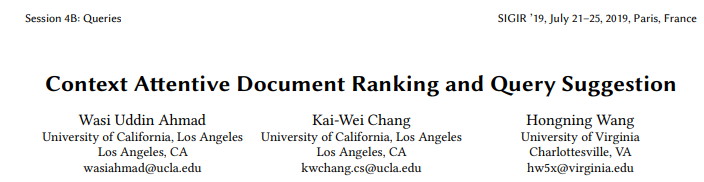 Session 4B: Queries
SIGIR '19, July 21–25, 2019, Paris, France
Context Attentive Document Ranking and Query Suggestion
Wasi Uddin Ahmad
University of California, Los Angeles
Los Angeles, CA
wasiahmad@ucla.edu
Kai-Wei Chang
University of California, Los Angeles
Los Angeles, CA
kwchang.cs@ucla.edu
Hongning Wang
University of Virginia
Charlottesville, VA
hw5x@virginia.edu